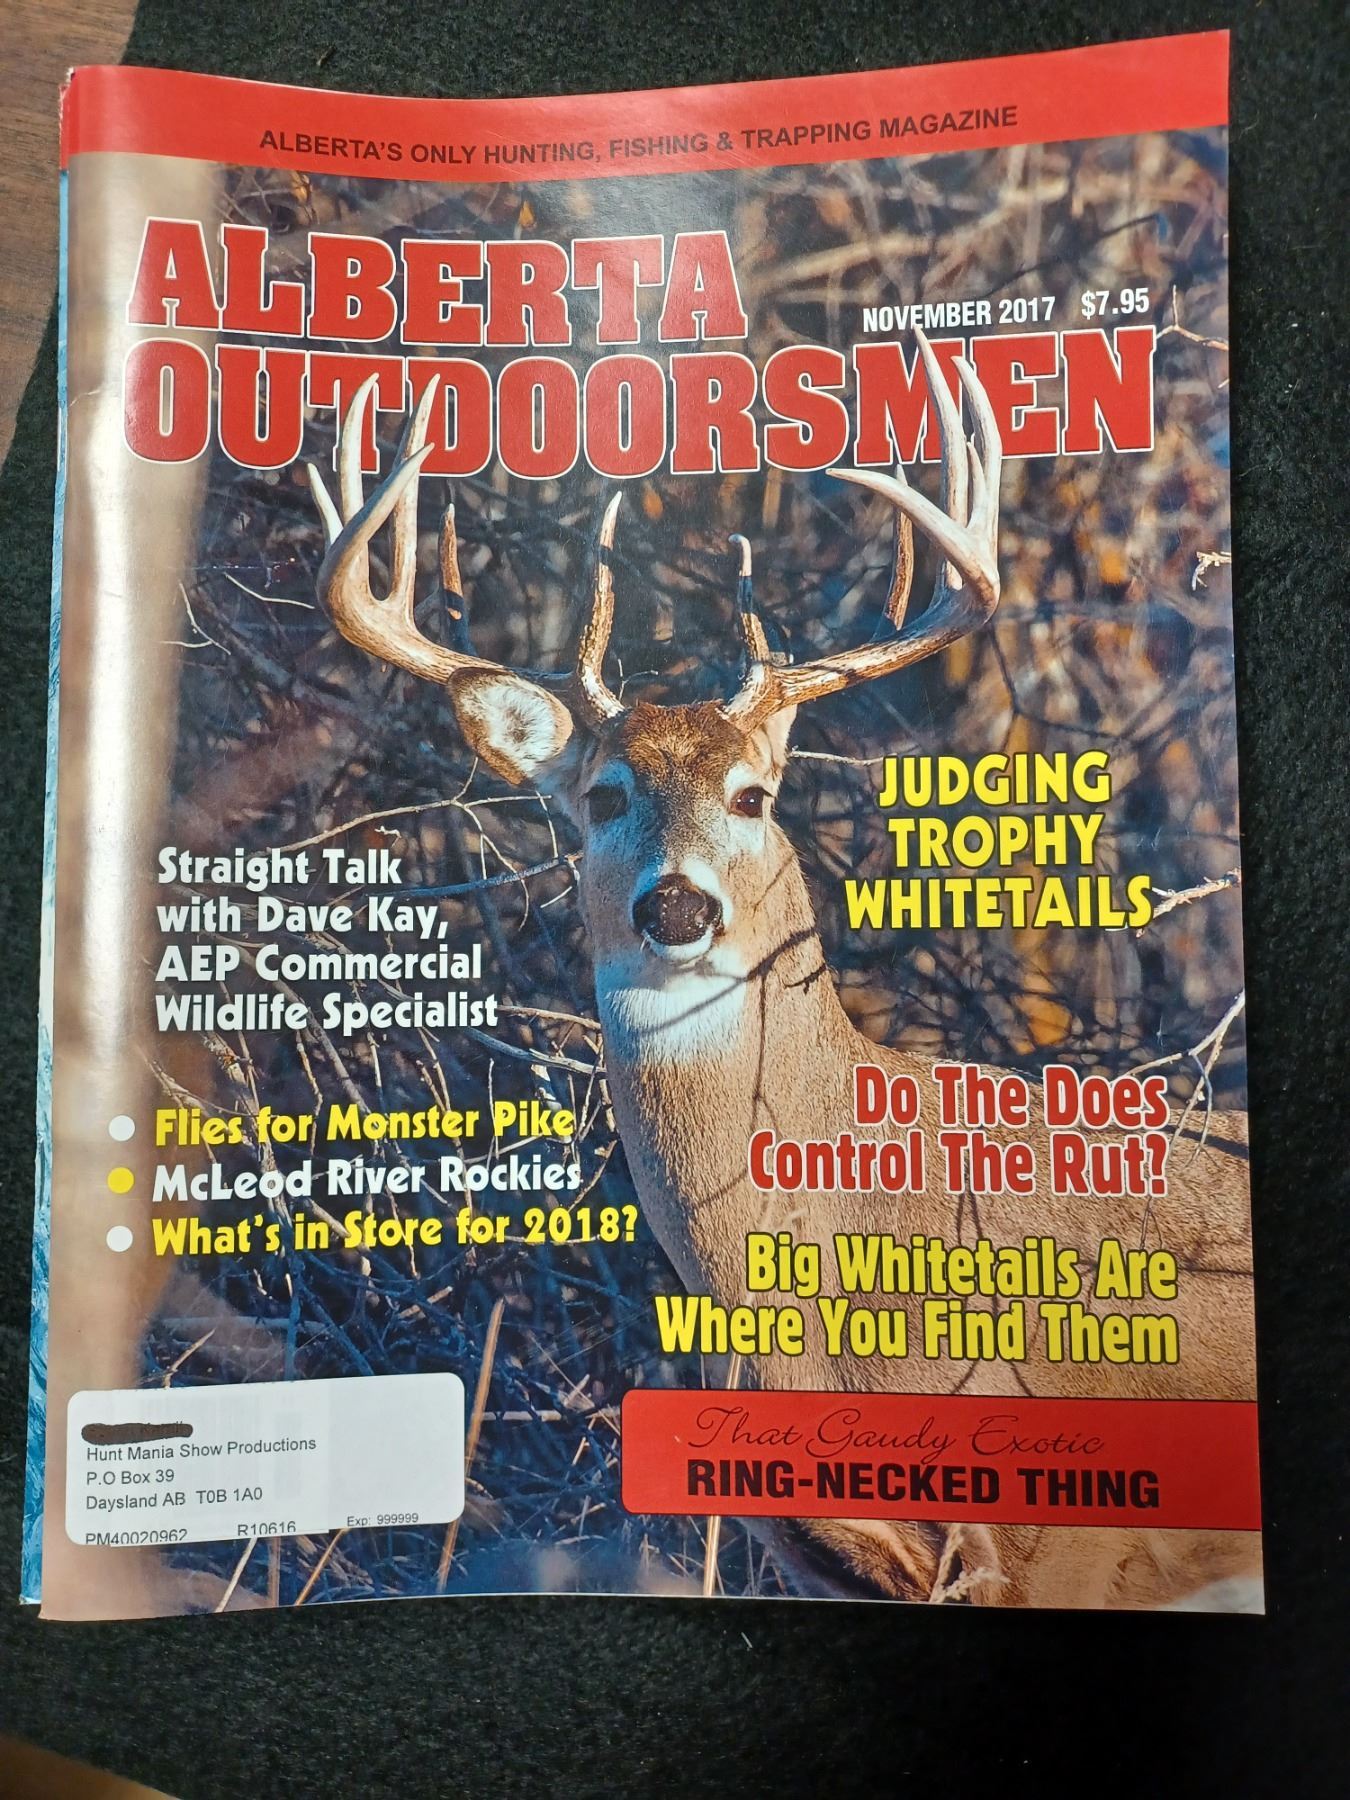 ALBERTA'S ONLY HUNTING, FISHING & TRAPPING MAGAZINE
ALBERTA
OUTDOORSMEN
NOVEMBER 2017 $7.95
JUDGING
TROPHY
WHITETAILS
Straight Talk
with Dave Kay,
AEP Commercial
Wildlife Specialist
Flies for Monster Pike
McLeod River Rockies
What's in Store for 2018?
Do The Does
Control The Rut?
Big Whitetails Are
Where You Find Them
That Gaudy Exotic
RING-NECKED THING
Hunt Mania Show Productions
P.O Box 39
Daysland AB T0B 1A0
PM40020962 R10616 Exp: 999999